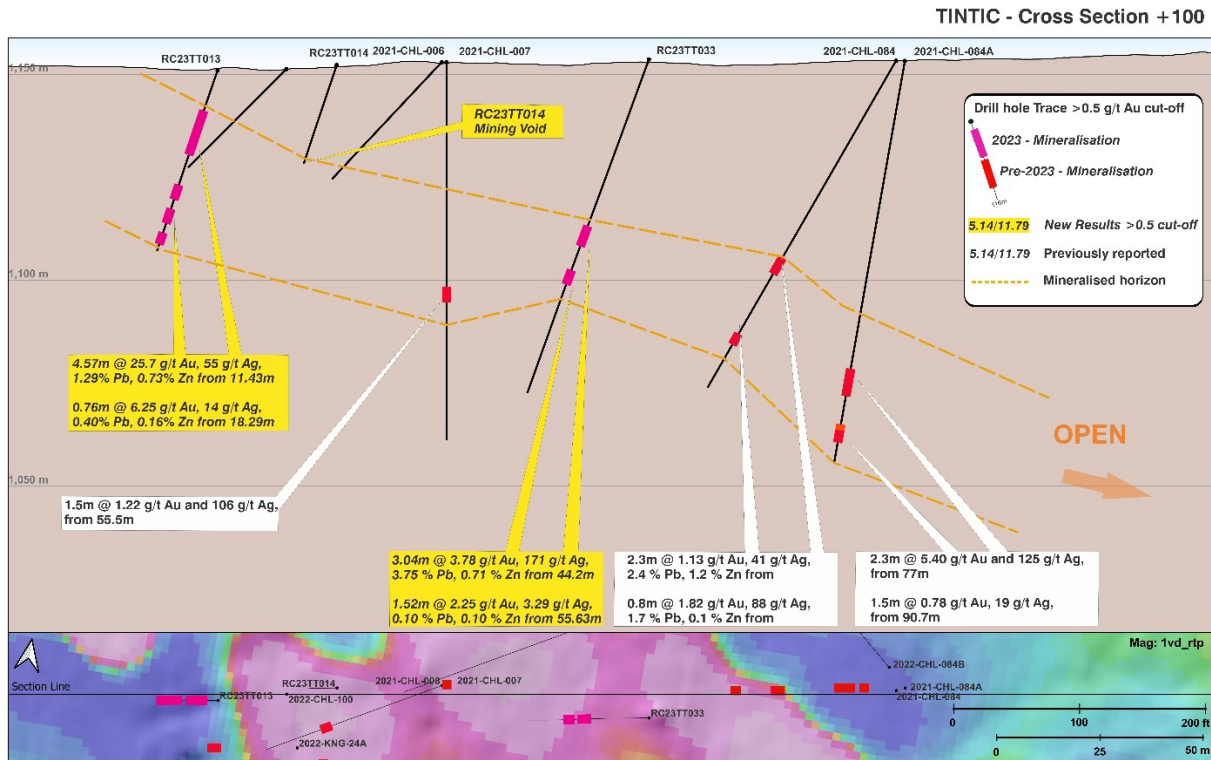 TINTIC - Cross Section +100
RC23TT013
RC23TT014
2021-CHL-006
2021-CHL-007
RC23TT033
2021-CHL-084
2021-CHL-084A
1,150 m
1,100 m
1,050 m
RC23TT014
Mining Void
Drill hole Trace >0.5 g/t Au cut-off
2023 - Mineralisation
Pre-2023 - Mineralisation
116m
5.14/11.79 New Results >0.5 cut-off
5.14/11.79 Previously reported
Mineralised horizon
4.57m @ 25.7 g/t Au, 55 g/t Ag,
1.29% Pb, 0.73% Zn from 11.43m
0.76m @ 6.25 g/t Au, 14 g/t Ag,
0.40% Pb, 0.16% Zn from 18.29m
OPEN
1.5m @ 1.22 g/t Au and 106 g/t Ag,
from 55.5m
3.04m @ 3.78 g/t Au, 171 g/t Ag,
3.75 % Pb, 0.71 % Zn from 44.2m
1.52m @ 2.25 g/t Au, 3.29 g/t Ag,
0.10 % Pb, 0.10 % Zn from 55.63m
2.3m @ 1.13 g/t Au, 41 g/t Ag,
2.4 % Pb, 1.2 % Zn from
0.8m @ 1.82 g/t Au, 88 g/t Ag,
1.7 % Pb, 0.1 % Zn from
2.3m @ 5.40 g/t Au and 125 g/t Ag,
from 77m
1.5m @ 0.78 g/t Au, 19 g/t Ag,
from 90.7m
Mag: 1vd_rtp
Section Line
RC23TT013
RC23TT014
2022-CHL-100
2021-CHL-006
2021-CHL-007
2022-KNG-24A
RC23TT033
2022-CHL-084B
2021-CHL-084A
2021-CHL-084
0 100 200 ft
0 25 50 m